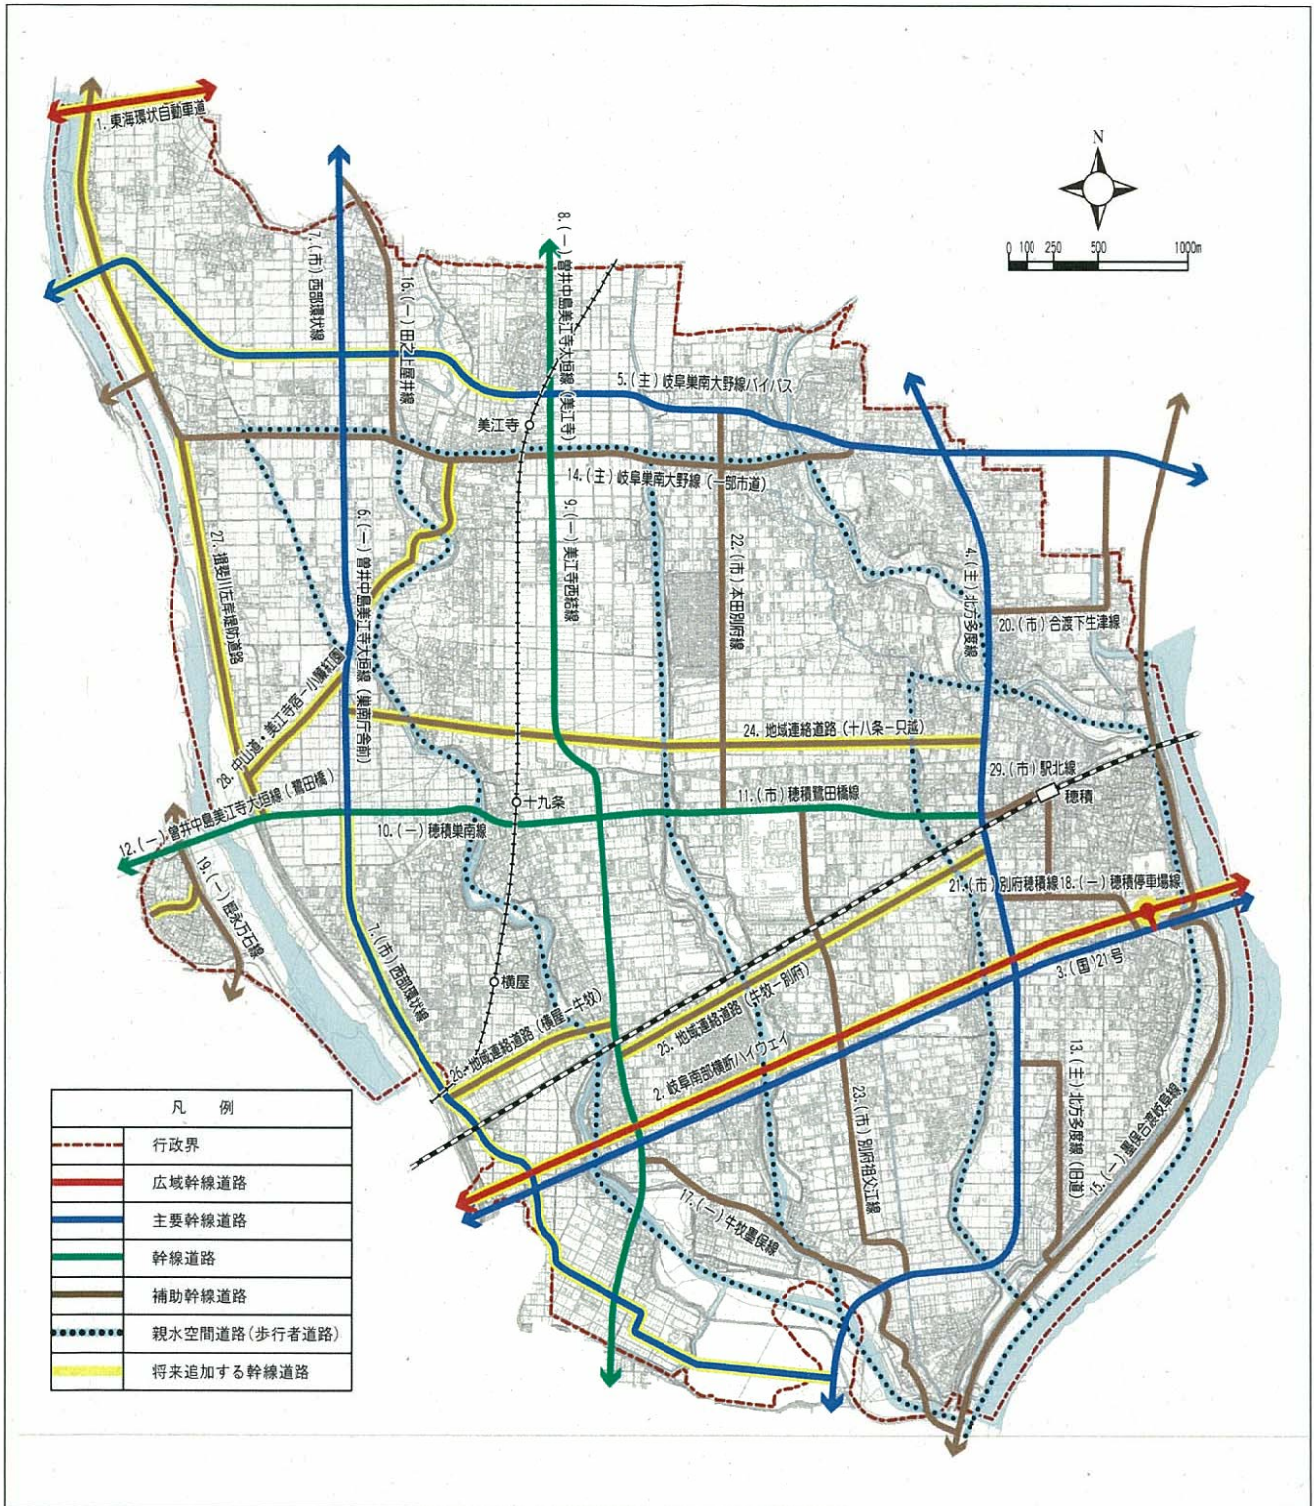 N
0 100 250 500 1000m
1. 東海環状自動車道
7. (市) 西部環状線
16. (一) 田之上屋井線
8. (一) 曽井中島美江寺大垣線 (美江寺)
5. (主) 岐阜巣南大野線バイパス
美江寺
14. (主) 岐阜巣南大野線 (一部市道)
6. (一) 曽井中島美江寺大垣線 (巣南庁舎前)
9. (一) 美江寺西結線
22. (市) 本田別府線
4. (主) 北方多度線
20. (市) 合渡下生津線
27. 揖斐川左岸堤防道路
28. 中山道・美江寺宿－小簾紅園
24. 地域連絡道路 (十八条－只越)
29. (市) 駅北線
穂積
12. (一) 曽井中島美江寺大垣線 (鷺田橋)
十九条
11. (市) 穂積鷺田橋線
10. (一) 穂積巣南線
19. (一) 脛永万石線
21. (市) 別府穂積線
18. (一) 穂積停車場線
7. (市) 西部環状線
横屋
3. (国) 21号
26. 地域連絡道路 (横屋－牛牧)
25. 地域連絡道路 (牛牧－別府)
2. 岐阜南部横断ハイウェイ
23. (市) 別府祖父江線
13. (主) 北方多度線 (旧道)
15. (一) 墨俣合渡岐阜線
17. (一) 牛牧墨俣線
凡 例
行政界
広域幹線道路
主要幹線道路
幹線道路
補助幹線道路
親水空間道路(歩行者道路)
将来追加する幹線道路